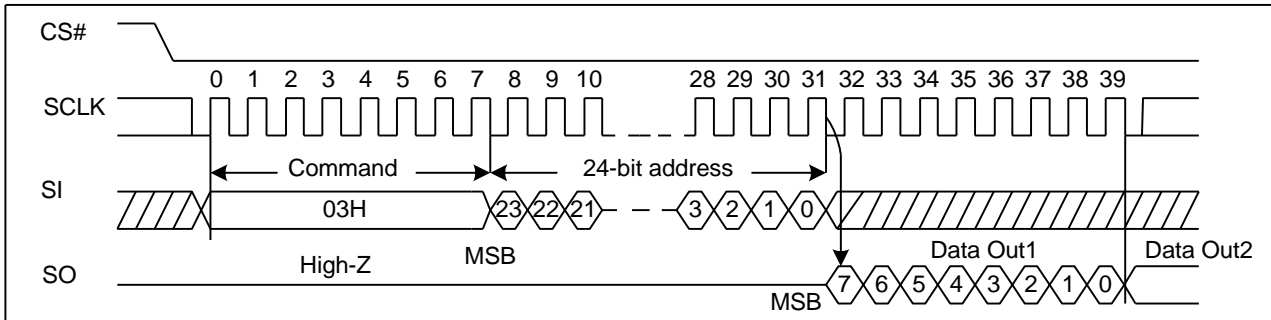 CS#
0 1 2 3 4 5 6 7 8 9 10 28 29 30 31 32 33 34 35 36 37 38 39
SCLK
Command 24-bit address
SI
03H 23 22 21 3 2 1 0
High-Z MSB Data Out1 Data Out2
SO
MSB 7 6 5 4 3 2 1 0